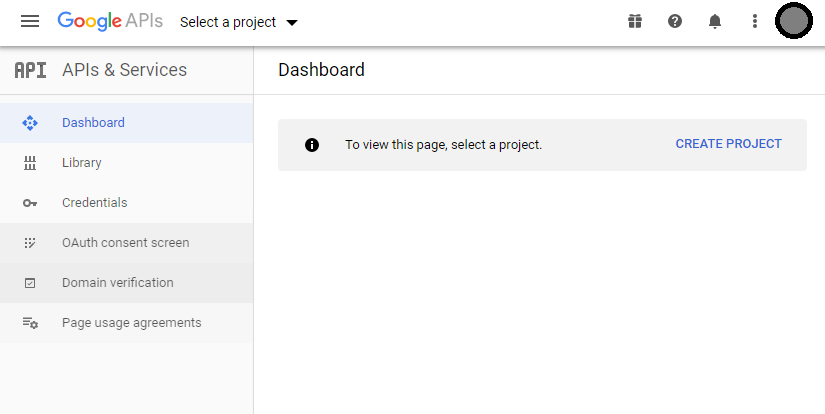 Google APIs Select a project
API APIs & Services
Dashboard
Dashboard
Library
Credentials
OAuth consent screen
Domain verification
Page usage agreements
To view this page, select a project. CREATE PROJECT